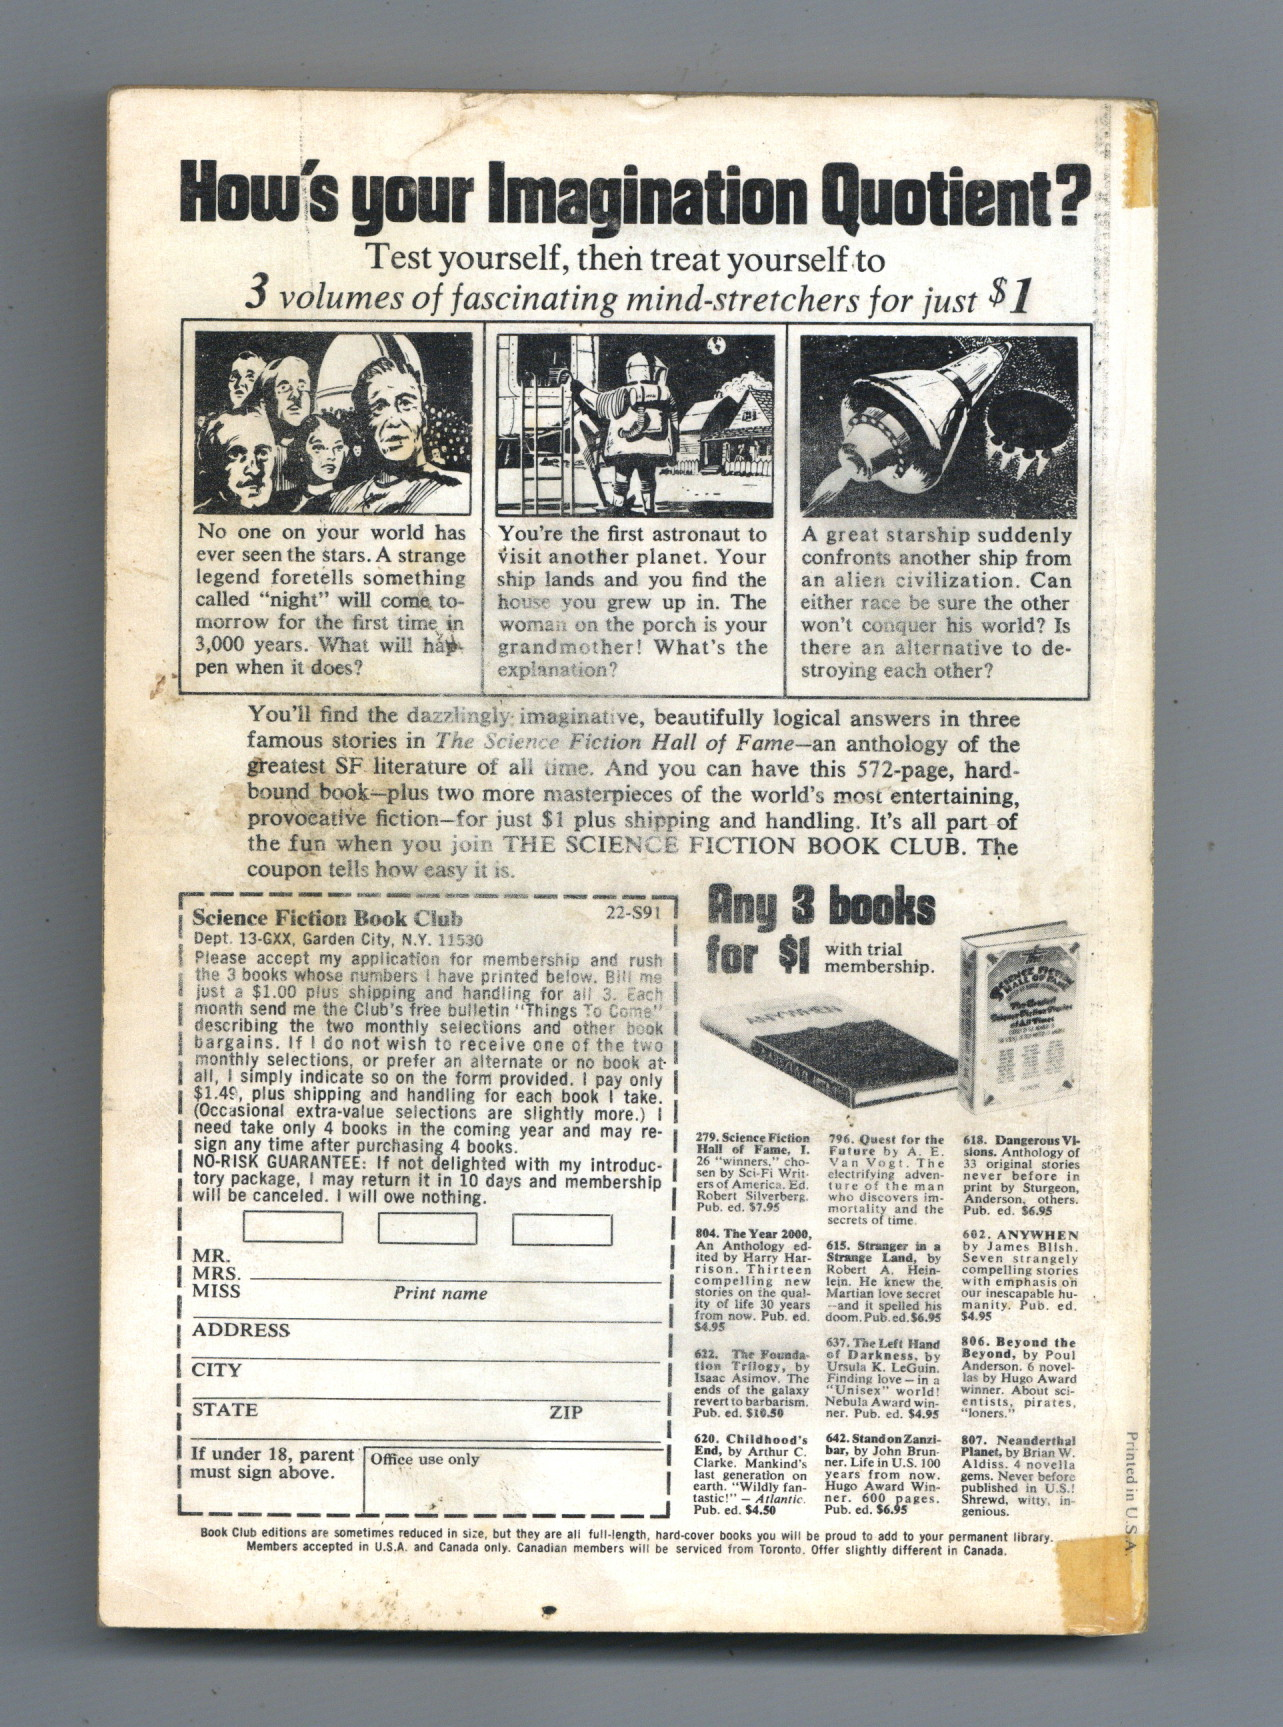 How's your Imagination Quotient?
Test yourself, then treat yourself to
3 volumes of fascinating mind-stretchers for just $1
No one on your world has
ever seen the stars. A strange
legend foretells something
called "night" will come to-
morrow for the first time in
3,000 years. What will hap-
pen when it does?
You're the first astronaut to
visit another planet. Your
ship lands and you find the
house you grew up in. The
woman on the porch is your
grandmother! What's the
explanation?
A great starship suddenly
confronts another ship from
an alien civilization. Can
either race be sure the other
won't conquer his world? Is
there an alternative to de-
stroying each other?
You'll find the dazzlingly imaginative, beautifully logical answers in three
famous stories in The Science Fiction Hall of Fame—an anthology of the
greatest SF literature of all time. And you can have this 572-page, hard-
bound book—plus two more masterpieces of the world's most entertaining,
provocative fiction—for just $1 plus shipping and handling. It's all part of
the fun when you join THE SCIENCE FICTION BOOK CLUB. The
coupon tells how easy it is.
Science Fiction Book Club 22-S91
Dept. 13-GXX, Garden City, N.Y. 11530
Please accept my application for membership and rush
the 3 books whose numbers I have printed below. Bill me
just a $1.00 plus shipping and handling for all 3. Each
month send me the Club's free bulletin "Things To Come"
describing the two monthly selections and other book
bargains. If I do not wish to receive one of the two
monthly selections, or prefer an alternate or no book at
all, I simply indicate so on the form provided. I pay only
$1.49, plus shipping and handling for each book I take.
(Occasional extra-value selections are slightly more.) I
need take only 4 books in the coming year and may re-
sign any time after purchasing 4 books.
NO-RISK GUARANTEE: If not delighted with my introduc-
tory package, I may return it in 10 days and membership
will be canceled. I will owe nothing.
MR.
MRS.
MISS Print name
ADDRESS
CITY
STATE ZIP
If under 18, parent
must sign above.
Office use only
Any 3 books
for $1 with trial
membership.
ANYWHEN
SCIENCE FICTION
HALL OF FAME
The Greatest
Science Fiction Stories
of All Time
279. Science Fiction
Hall of Fame, I.
26 "winners," cho-
sen by Sci-Fi Writ-
ers of America. Ed.
Robert Silverberg.
Pub. ed. $7.95
804. The Year 2000,
An Anthology ed-
ited by Harry Har-
rison. Thirteen
compelling new
stories on the qual-
ity of life 30 years
from now. Pub. ed.
$4.95
622. The Founda-
tion Trilogy, by
Isaac Asimov. The
ends of the galaxy
revert to barbarism.
Pub. ed. $10.50
620. Childhood's
End, by Arthur C.
Clarke. Mankind's
last generation on
earth. "Wildly fan-
tastic!" — Atlantic.
Pub. ed. $4.50
796. Quest for the
Future by A. E.
Van Vogt. The
electrifying adven-
ture of the man
who discovers im-
mortality and the
secrets of time.
615. Stranger in a
Strange Land, by
Robert A. Hein-
lein. He knew the
Martian love secret
—and it spelled his
doom. Pub. ed. $6.95
637. The Left Hand
of Darkness, by
Ursula K. LeGuin.
Finding love—in a
"Unisex" world!
Nebula Award win-
ner. Pub. ed. $4.95
642. Stand on Zanzi-
bar, by John Brun-
ner. Life in U.S. 100
years from now.
Hugo Award Win-
ner. 600 pages.
Pub. ed. $6.95
618. Dangerous Vi-
sions. Anthology of
33 original stories
never before in
print by Sturgeon,
Anderson, others.
Pub. ed. $6.95
602. ANYWHEN
by James Blish.
Seven strangely
compelling stories
with emphasis on
our inescapable hu-
manity. Pub. ed.
$4.95
806. Beyond the
Beyond, by Poul
Anderson. 6 novel-
las by Hugo Award
winner. About sci-
entists, pirates,
"loners."
807. Neanderthal
Planet, by Brian W.
Aldiss. 4 novella
gems. Never before
published in U.S.!
Shrewd, witty, in-
genious.
Book Club editions are sometimes reduced in size, but they are all full-length, hard-cover books you will be proud to add to your permanent library.
Members accepted in U.S.A. and Canada only. Canadian members will be serviced from Toronto. Offer slightly different in Canada.
Printed in U.S.A.